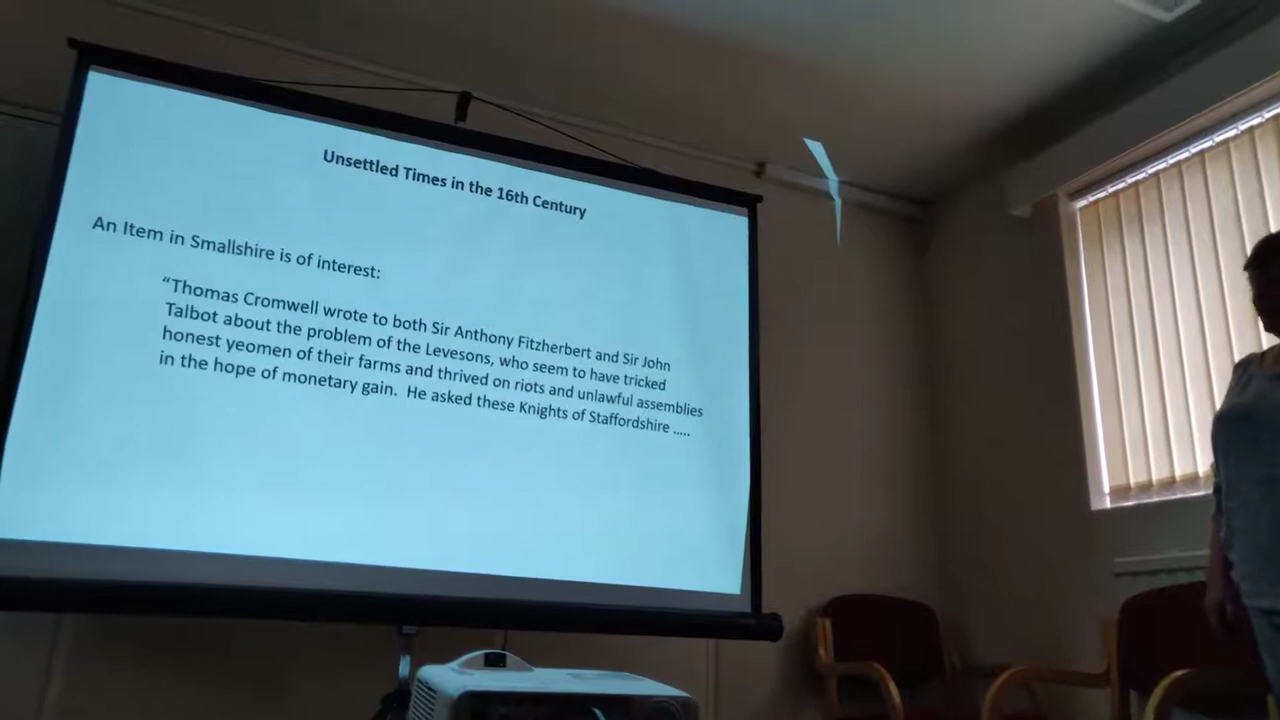 Unsettled Times in the 16th Century
An Item in Smallshire is of interest:
“Thomas Cromwell wrote to both Sir Anthony Fitzherbert and Sir John
Talbot about the problem of the Levesons, who seem to have tricked
honest yeomen of their farms and thrived on riots and unlawful assemblies
in the hope of monetary gain. He asked these Knights of Staffordshire .....